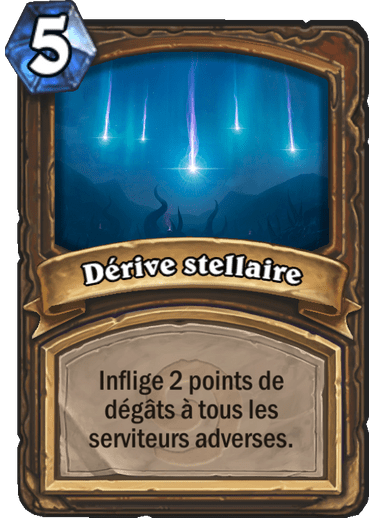 5
Dérive stellaire
Inflige 2 points de
dégâts à tous les
serviteurs adverses.